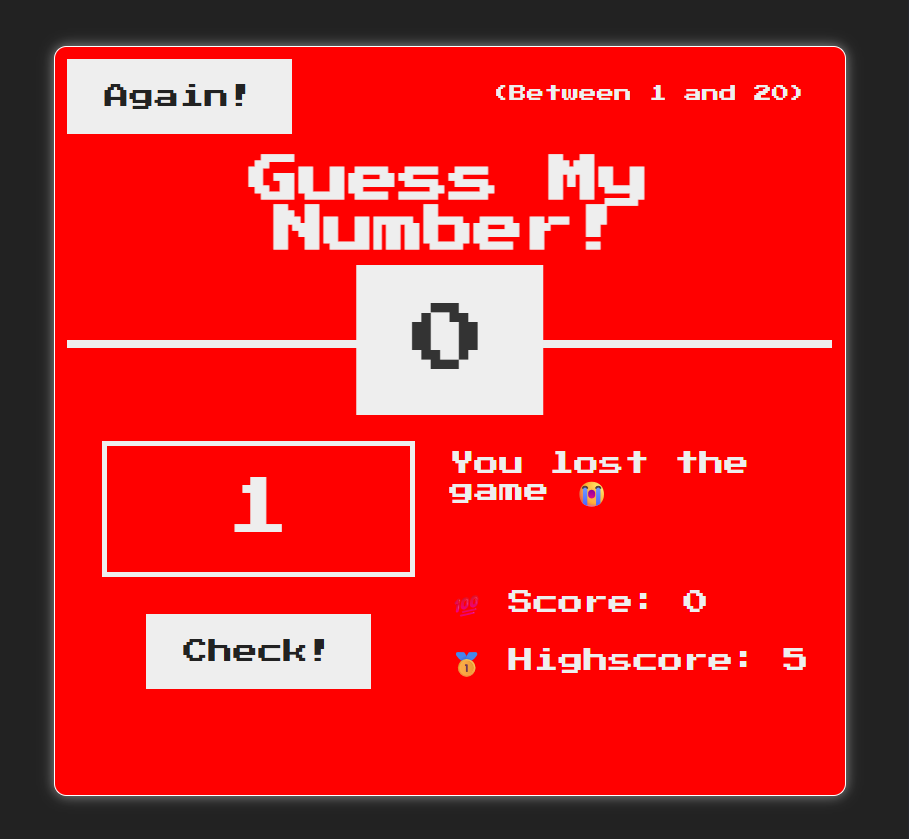 Again!
(Between 1 and 20)
Guess My
Number!
0
1
You lost the
game 😭
Check!
💯 Score: 0
🥇 Highscore: 5